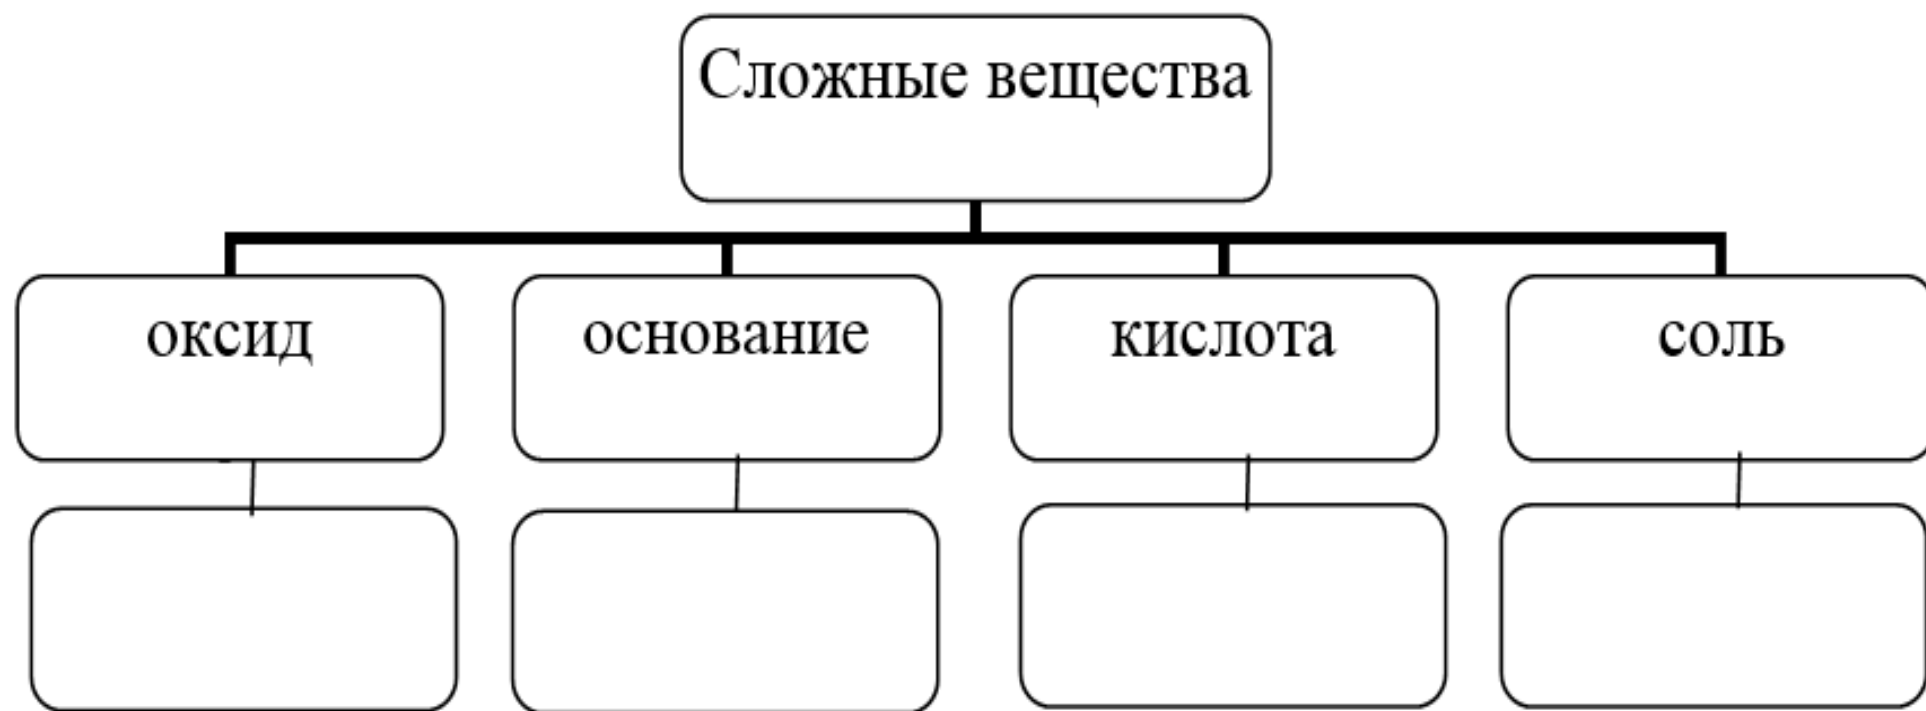 Сложные вещества
оксид
основание
кислота
соль